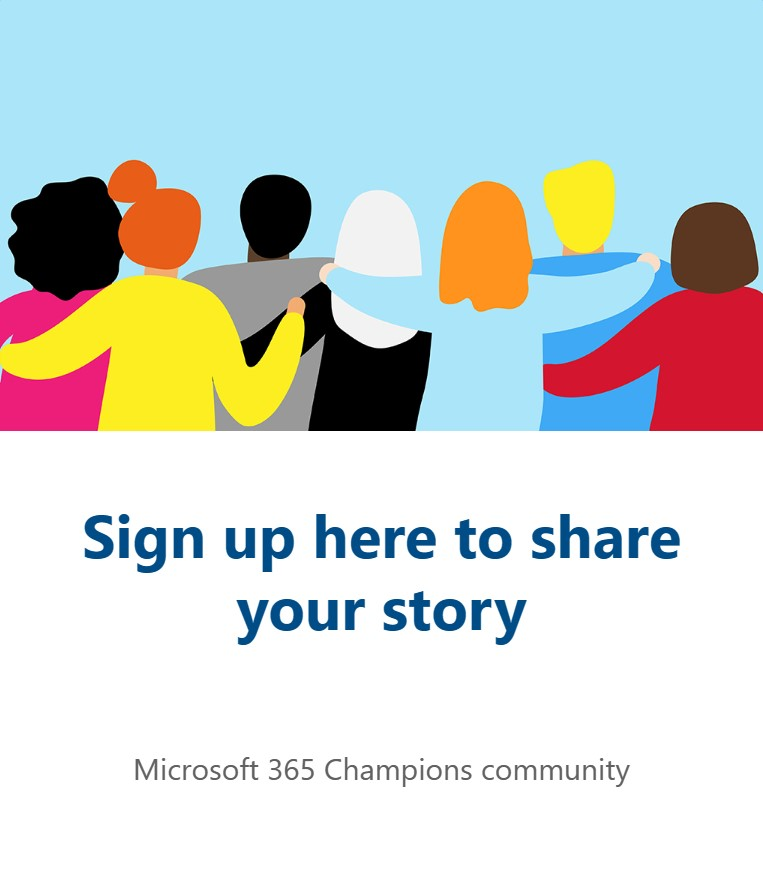 Sign up here to share
your story
Microsoft 365 Champions community